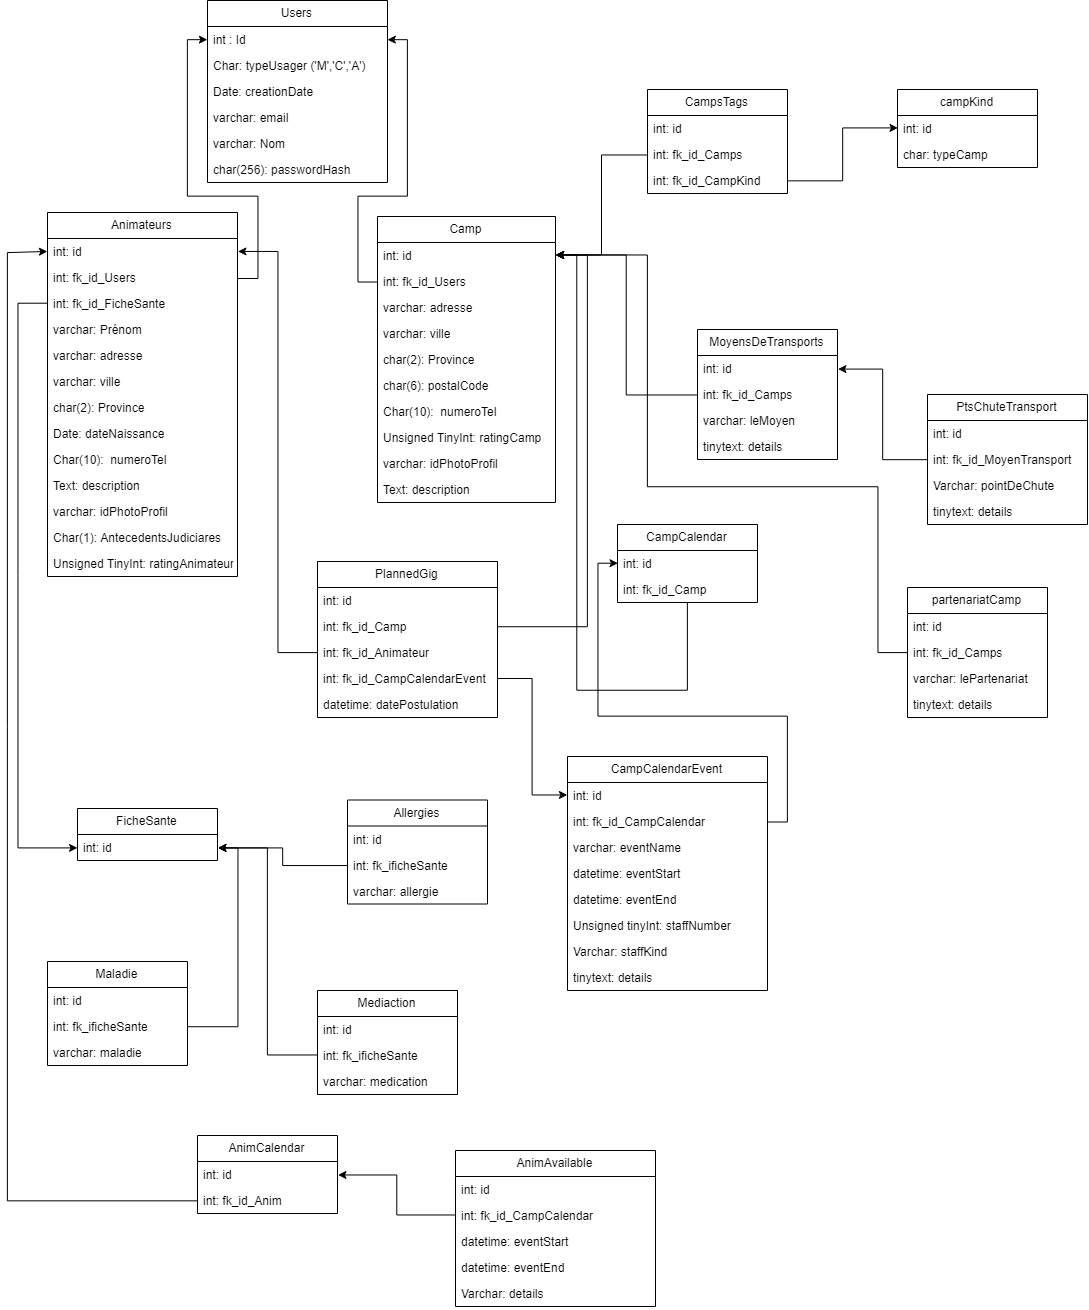 Users
int : Id
Char: typeUsager ('M','C','A')
Date: creationDate
varchar: email
varchar: Nom
char(256): passwordHash
CampsTags
int: id
int: fk_id_Camps
int: fk_id_CampKind
campKind
int: id
char: typeCamp
Animateurs
int: id
int: fk_id_Users
int: fk_id_FicheSante
varchar: Prénom
varchar: adresse
varchar: ville
char(2): Province
Date: dateNaissance
Char(10):  numeroTel
Text: description
varchar: idPhotoProfil
Char(1): AntecedentsJudiciares
Unsigned TinyInt: ratingAnimateur
Camp
int: id
int: fk_id_Users
varchar: adresse
varchar: ville
char(2): Province
char(6): postalCode
Char(10):  numeroTel
Unsigned TinyInt: ratingCamp
varchar: idPhotoProfil
Text: description
MoyensDeTransports
int: id
int: fk_id_Camps
varchar: leMoyen
tinytext: details
PtsChuteTransport
int: id
int: fk_id_MoyenTransport
Varchar: pointDeChute
tinytext: details
CampCalendar
int: id
int: fk_id_Camp
PlannedGig
int: id
int: fk_id_Camp
int: fk_id_Animateur
int: fk_id_CampCalendarEvent
datetime: datePostulation
partenariatCamp
int: id
int: fk_id_Camps
varchar: lePartenariat
tinytext: details
CampCalendarEvent
int: id
int: fk_id_CampCalendar
varchar: eventName
datetime: eventStart
datetime: eventEnd
Unsigned tinyInt: staffNumber
Varchar: staffKind
tinytext: details
FicheSante
int: id
Allergies
int: id
int: fk_ificheSante
varchar: allergie
Maladie
int: id
int: fk_ificheSante
varchar: maladie
Mediaction
int: id
int: fk_ificheSante
varchar: medication
AnimCalendar
int: id
int: fk_id_Anim
AnimAvailable
int: id
int: fk_id_CampCalendar
datetime: eventStart
datetime: eventEnd
Varchar: details